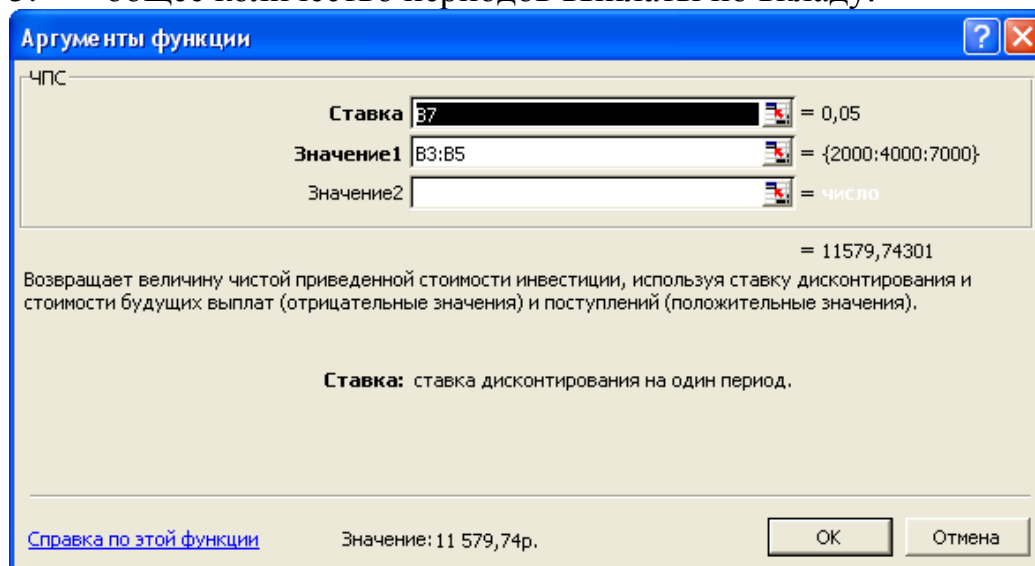 Аргументы функции
ЧПС
Ставка B7 = 0,05
Значение1 B3:B5 = {2000:4000:7000}
Значение2 = число
= 11579,74301
Возвращает величину чистой приведенной стоимости инвестиции, используя ставку дисконтирования и
стоимости будущих выплат (отрицательные значения) и поступлений (положительные значения).
Ставка: ставка дисконтирования на один период.
Справка по этой функции Значение: 11 579,74р. OK Отмена